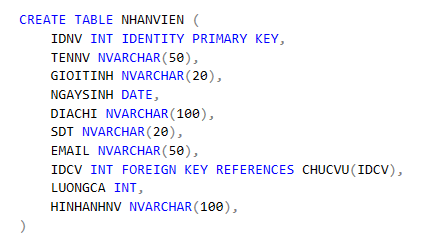 CREATE TABLE NHANVIEN (
    IDNV INT IDENTITY PRIMARY KEY,
    TENNV NVARCHAR(50),
    GIOITINH NVARCHAR(20),
    NGAYSINH DATE,
    DIACHI NVARCHAR(100),
    SDT NVARCHAR(20),
    EMAIL NVARCHAR(50),
    IDCV INT FOREIGN KEY REFERENCES CHUCVU(IDCV),
    LUONGCA INT,
    HINHANHNV NVARCHAR(100),
)